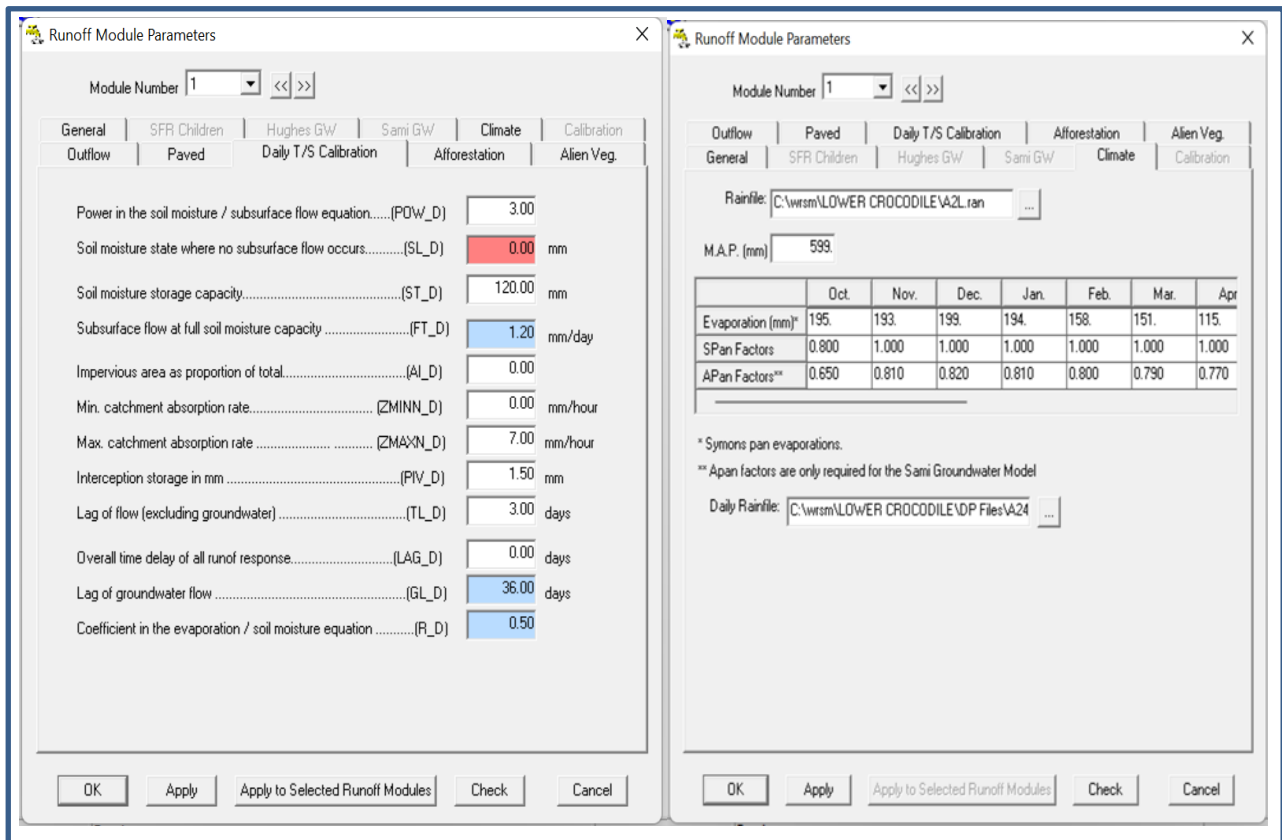 Runoff Module Parameters
Module Number 1 << >>
General SFR Children Hughes GW Sami GW Climate Calibration
Outflow Paved Daily T/S Calibration Afforestation Alien Veg.
Power in the soil moisture / subsurface flow equation.....(POW_D) 3.00
Soil moisture state where no subsurface flow occurs..........(SL_D) 0.00 mm
Soil moisture storage capacity..........................................(ST_D) 120.00 mm
Subsurface flow at full soil moisture capacity ......................(FT_D) 1.20 mm/day
Impervious area as proportion of total.................................(AI_D) 0.00
Min. catchment absorption rate................................. (ZMINN_D) 0.00 mm/hour
Max. catchment absorption rate .................... .......... (ZMAXN_D) 7.00 mm/hour
Interception storage in mm ..............................................(PIV_D) 1.50 mm
Lag of flow (excluding groundwater) ..................................(TL_D) 3.00 days
Overall time delay of all runof response...........................(LAG_D) 0.00 days
Lag of groundwater flow ...................................................(GL_D) 36.00 days
Coefficient in the evaporation / soil moisture equation ..........(R_D) 0.50
OK Apply Apply to Selected Runoff Modules Check Cancel
Runoff Module Parameters
Module Number 1 << >>
Outflow Paved Daily T/S Calibration Afforestation Alien Veg.
General SFR Children Hughes GW Sami GW Climate Calibration
Rainfile: C:\wrsm\LOWER CROCODILE\A2L.ran ...
M.A.P. (mm) 599.
Oct. Nov. Dec. Jan. Feb. Mar. Apr
Evaporation (mm)* 195. 193. 199. 194. 158. 151. 115.
SPan Factors 0.800 1.000 1.000 1.000 1.000 1.000 1.000
APan Factors** 0.650 0.810 0.820 0.810 0.800 0.790 0.770
* Symons pan evaporations.
** Apan factors are only required for the Sami Groundwater Model
Daily Rainfile: C:\wrsm\LOWER CROCODILE\DP Files\A24 ...
OK Apply Apply to Selected Runoff Modules Check Cancel